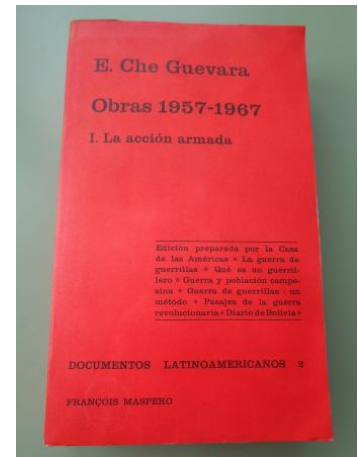 E. Che Guevara
Obras 1957-1967
I. La acción armada
Edición preparada por la Casa
de las Américas * La guerra de
guerrillas * Qué es un guerril-
lero * Guerra y población campe-
sina * Guerra de guerrillas : un
método * Pasajes de la guerra
revolucionaria * Diario de Bolivia *
DOCUMENTOS LATINOAMERICANOS 2
FRANÇOIS MASPERO